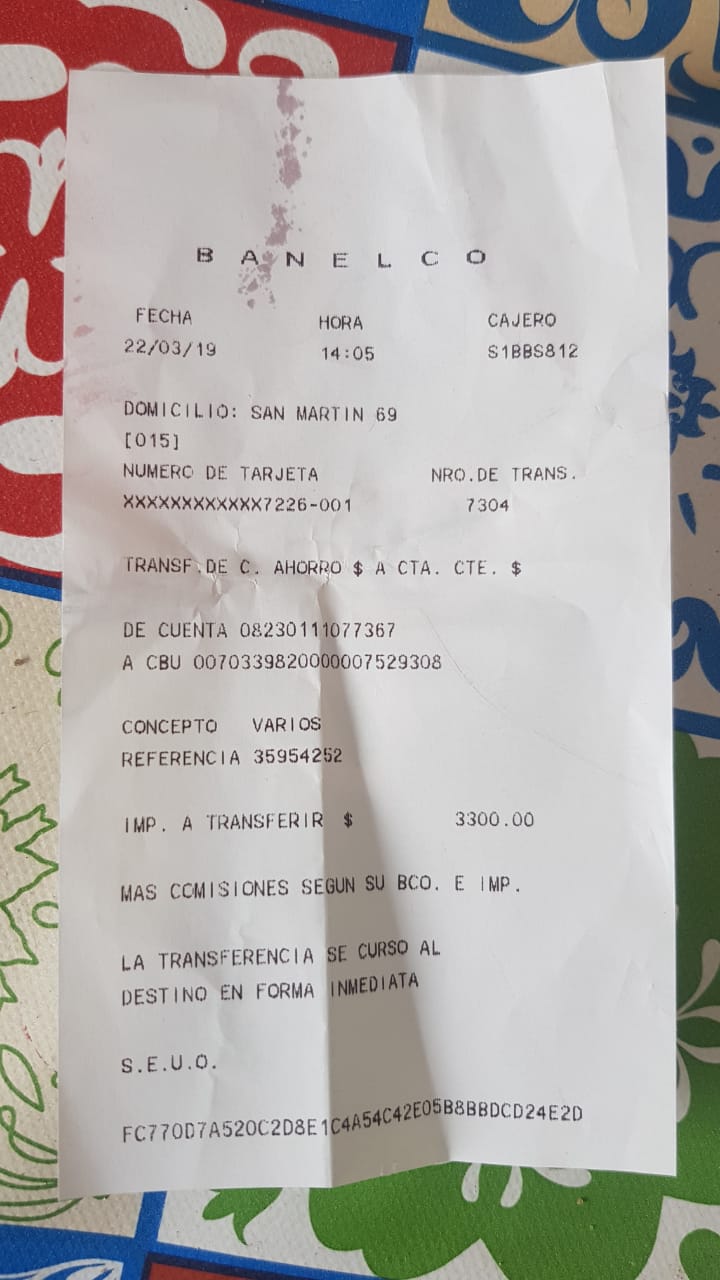 B A N E L C O
FECHA HORA CAJERO
22/03/19 14:05 S1BBS812
DOMICILIO: SAN MARTIN 69
[015]
NUMERO DE TARJETA NRO.DE TRANS.
XXXXXXXXXXXX7226-001 7304
TRANSF.DE C. AHORRO $ A CTA. CTE. $
DE CUENTA 08230111077367
A CBU 0070339820000007529308
CONCEPTO VARIOS
REFERENCIA 35954252
IMP. A TRANSFERIR $ 3300.00
MAS COMISIONES SEGUN SU BCO. E IMP.
LA TRANSFERENCIA SE CURSO AL
DESTINO EN FORMA INMEDIATA
S.E.U.O.
FC770D7A520C2D8E1C4A54C42E05B8BBDCD24E2D